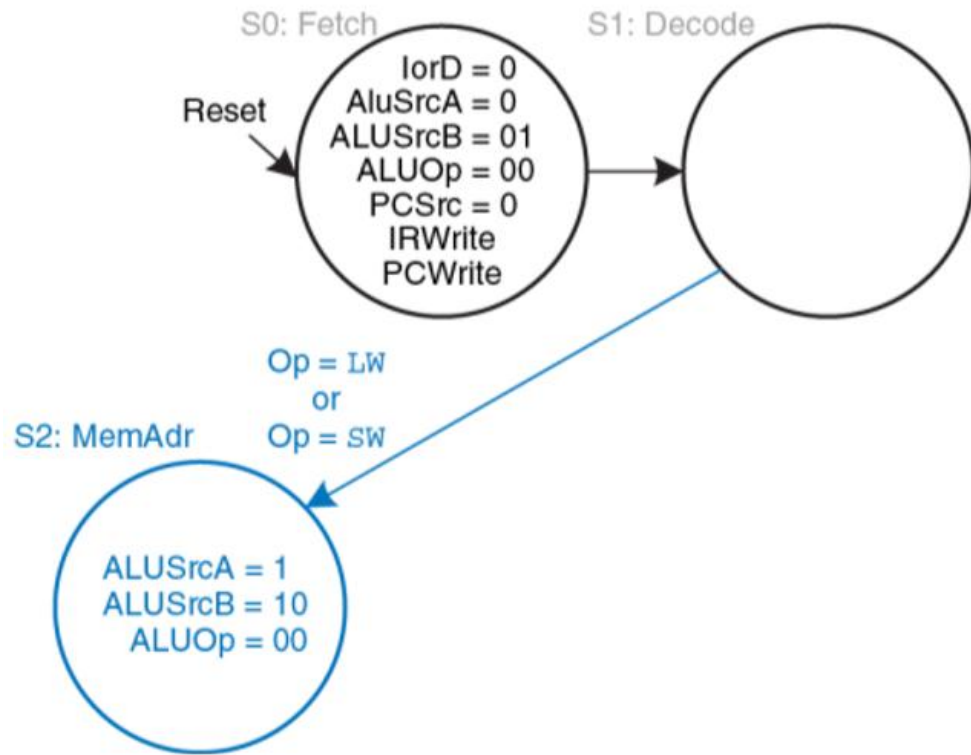 S0: Fetch
S1: Decode
Reset
IorD = 0
AluSrcA = 0
ALUSrcB = 01
ALUOp = 00
PCSrc = 0
IRWrite
PCWrite
Op = LW
or
Op = SW
S2: MemAdr
ALUSrcA = 1
ALUSrcB = 10
ALUOp = 00